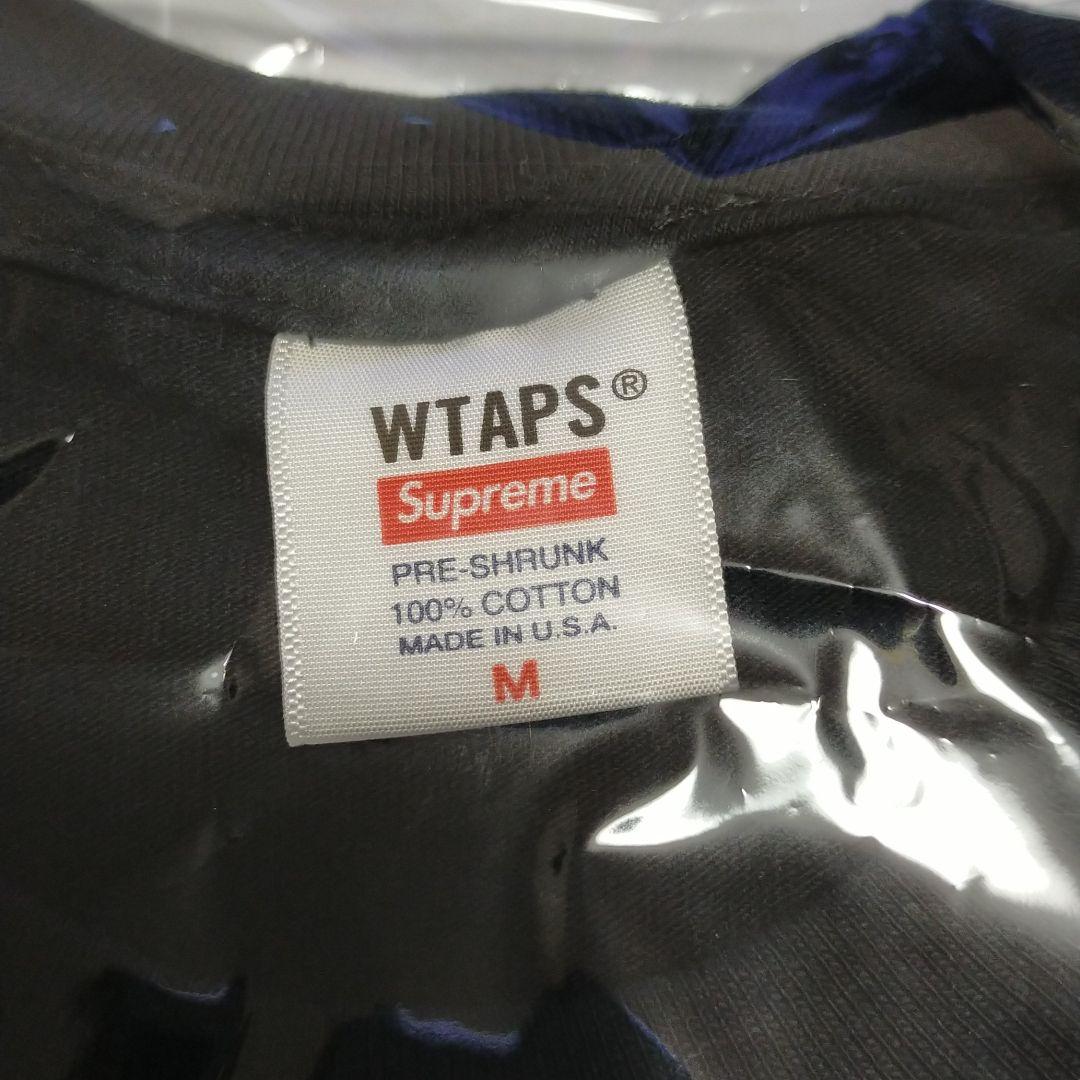 WTAPS®
Supreme
PRE-SHRUNK
100% COTTON
MADE IN U.S.A.
M